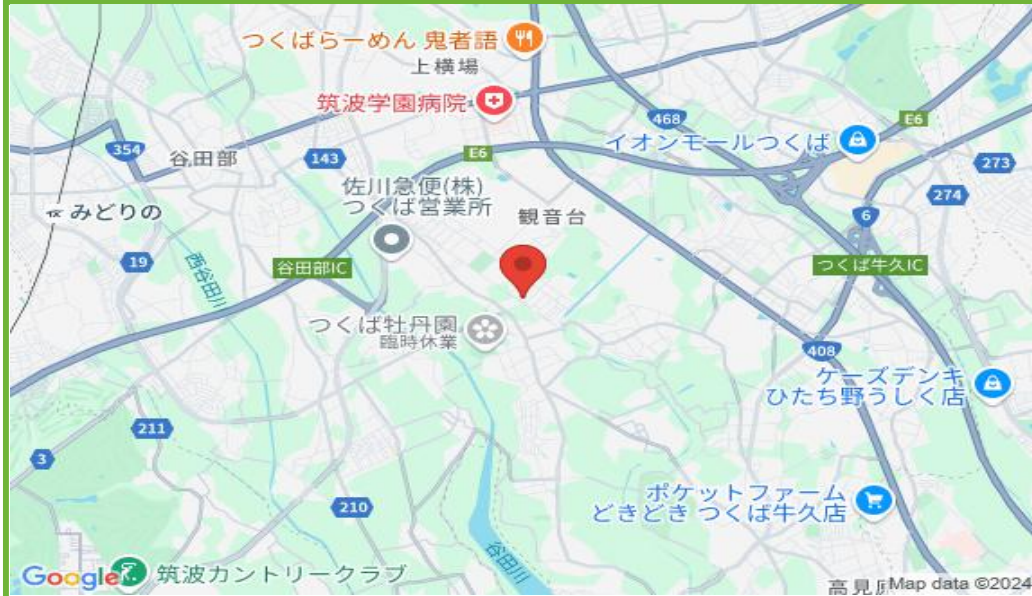 つくばらーめん 鬼者語
上横場
筑波学園病院
468
E6
イオンモールつくば
354
谷田部
143
E6
273
佐川急便(株)
つくば営業所
274
みどりの
観音台
6
19
西谷田川
谷田部IC
つくば牛久IC
つくば牡丹園
臨時休業
408
ケーズデンキ
ひたち野うしく店
211
3
210
ポケットファーム
どきどき つくば牛久店
谷田川
Google
筑波カントリークラブ
高見原
Map data ©2024